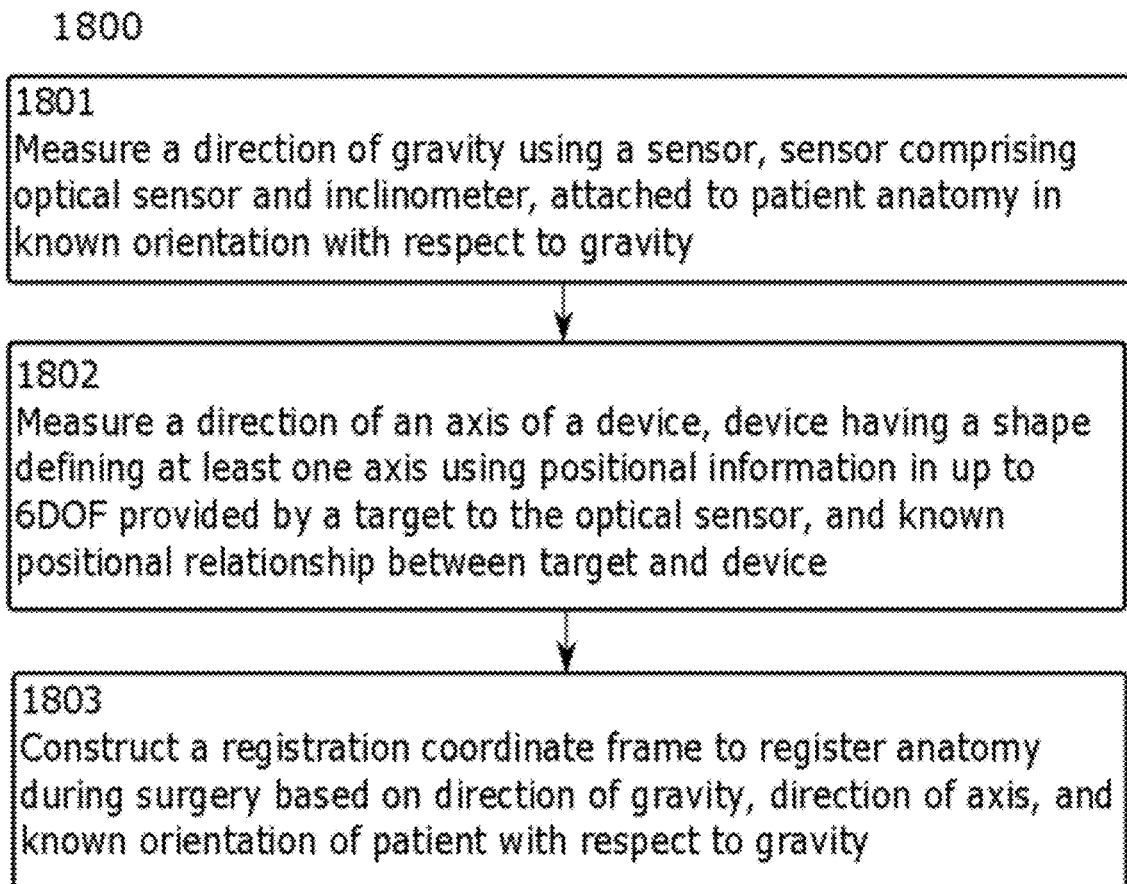 1800
1801
Measure a direction of gravity using a sensor, sensor comprising
optical sensor and inclinometer, attached to patient anatomy in
known orientation with respect to gravity
1802
Measure a direction of an axis of a device, device having a shape
defining at least one axis using positional information in up to
6DOF provided by a target to the optical sensor, and known
positional relationship between target and device
1803
Construct a registration coordinate frame to register anatomy
during surgery based on direction of gravity, direction of axis, and
known orientation of patient with respect to gravity